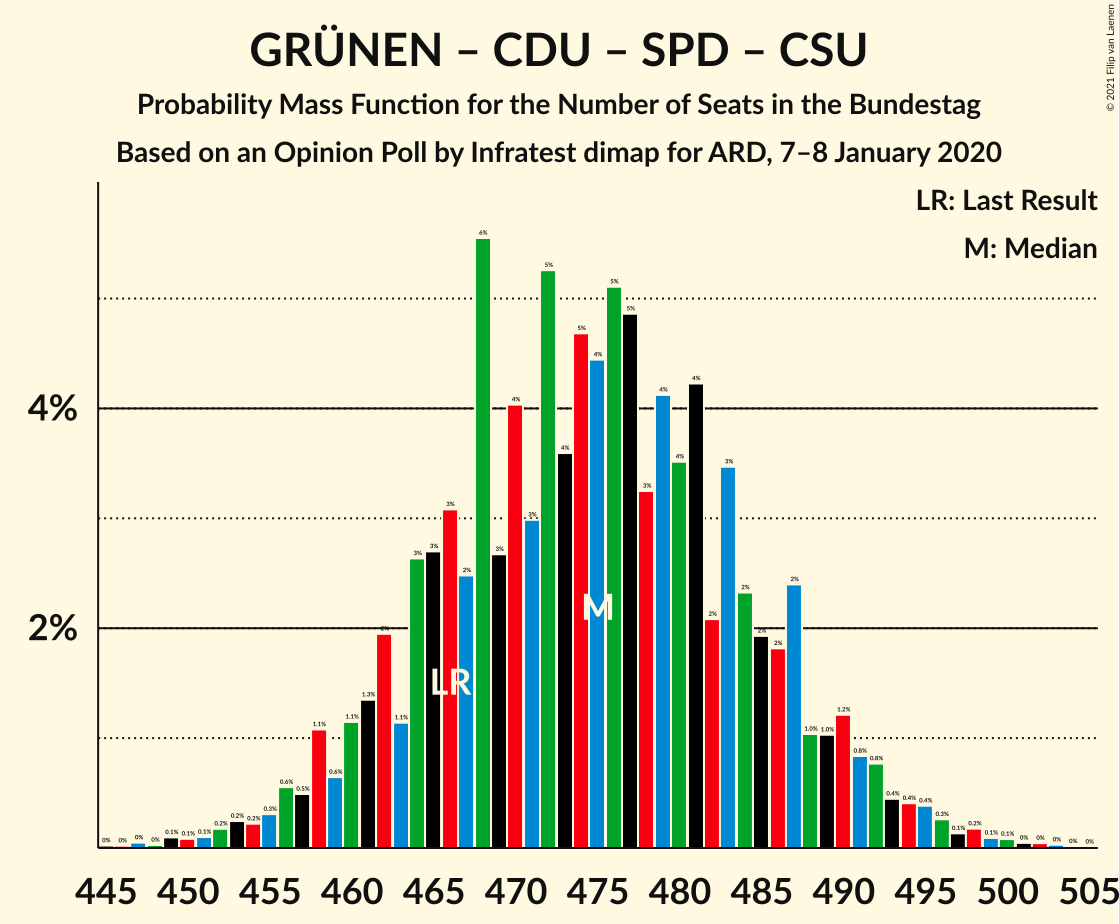 GRÜNEN – CDU – SPD – CSU
Probability Mass Function for the Number of Seats in the Bundestag
Based on an Opinion Poll by Infratest dimap for ARD, 7–8 January 2020
© 2021 Filip van Laenen
LR: Last Result
M: Median
4%
2%
0% 0% 0% 0% 0.1% 0.1% 0.1% 0.2% 0.2% 0.2% 0.3% 0.6% 0.5% 1.1% 0.6% 1.1% 1.3% 2% 1.1% 3% 3% 3% 2% 6% 3% 4% 3% 5% 4% 5% 4% 5% 5% 3% 4% 4% 4% 2% 3% 2% 2% 2% 2% 1.0% 1.0% 1.2% 0.8% 0.8% 0.4% 0.4% 0.4% 0.3% 0.1% 0.2% 0.1% 0.1% 0% 0% 0% 0% 0%
M
LR
445 450 455 460 465 470 475 480 485 490 495 500 505